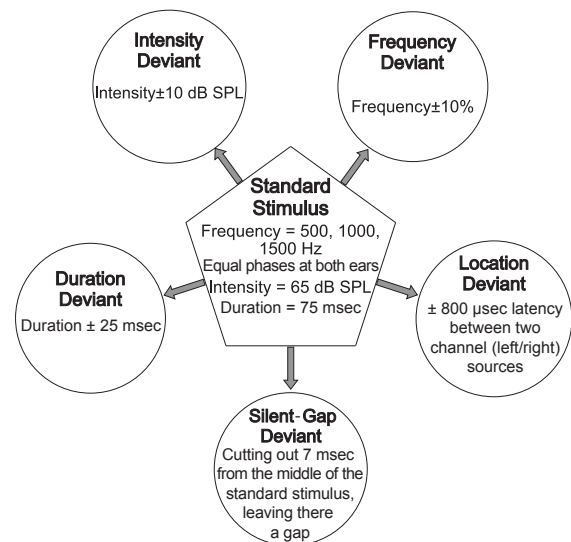 Intensity
Deviant
Intensity±10 dB SPL
Frequency
Deviant
Frequency±10%
Standard
Stimulus
Frequency = 500, 1000,
1500 Hz
Equal phases at both ears
Intensity = 65 dB SPL
Duration = 75 msec
Duration
Deviant
Duration ± 25 msec
Location
Deviant
± 800 µsec latency
between two
channel (left/right)
sources
Silent-Gap
Deviant
Cutting out 7 msec
from the middle of the
standard stimulus,
leaving there
a gap